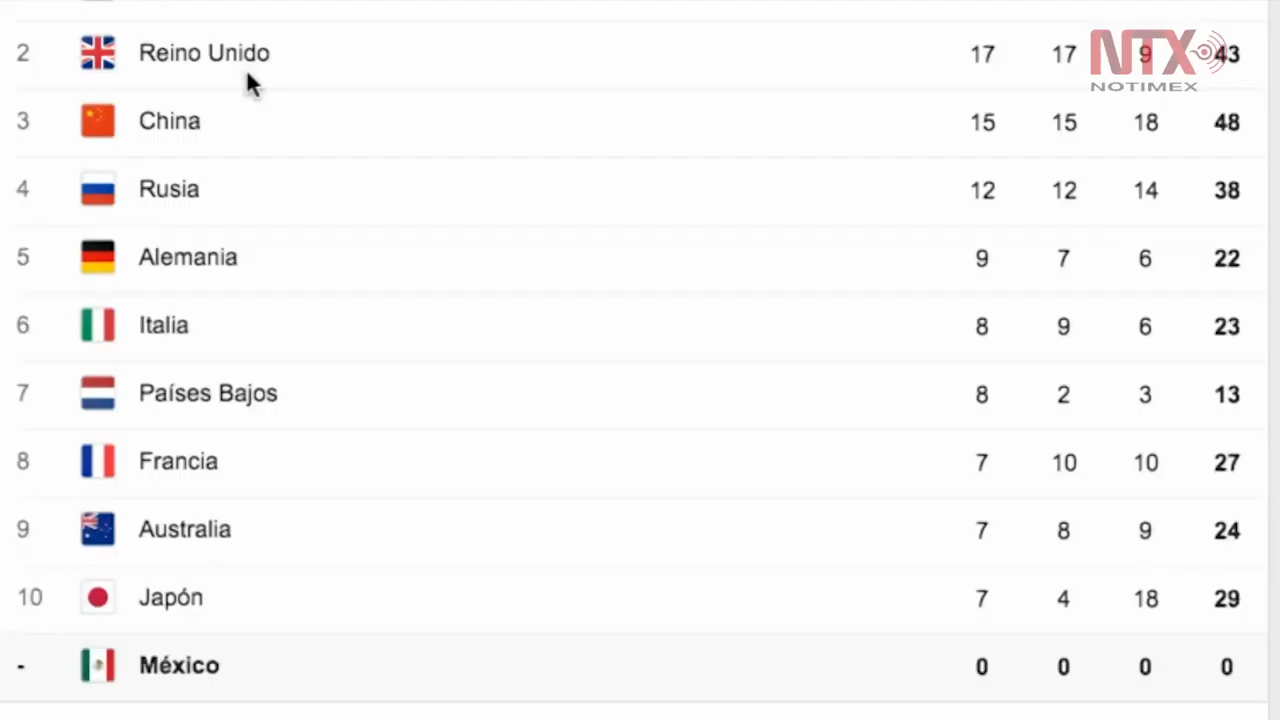 2 Reino Unido 17 17 9 43
NTX
NOTIMEX
3 China 15 15 18 48
4 Rusia 12 12 14 38
5 Alemania 9 7 6 22
6 Italia 8 9 6 23
7 Países Bajos 8 2 3 13
8 Francia 7 10 10 27
9 Australia 7 8 9 24
10 Japón 7 4 18 29
- México 0 0 0 0